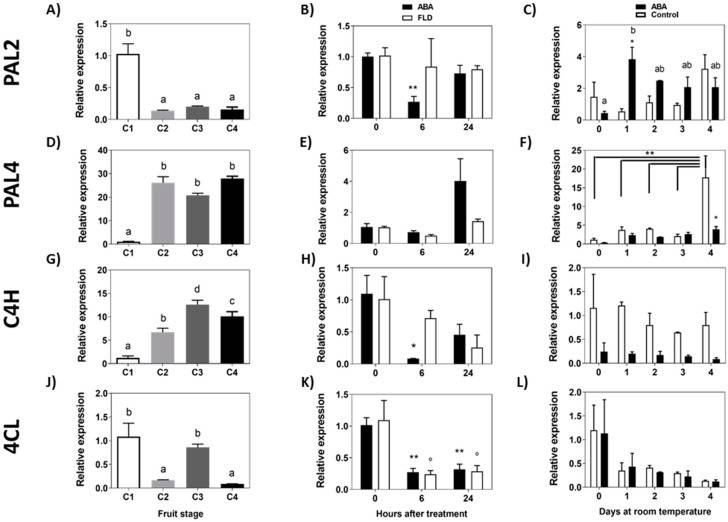 A)
B)
C)
PAL2
Relative expression
1.5
1.0
0.5
0.0
b
a
a
a
C1
C2
C3
C4
ABA
FLD
Relative expression
1.5
1.0
0.5
0.0
**
0
6
24
ABA
Control
Relative expression
6
4
2
0
a
b
*
ab
ab
ab
0
1
2
3
4
D)
E)
F)
PAL4
Relative expression
40
30
20
10
0
a
b
b
b
C1
C2
C3
C4
Relative expression
6
4
2
0
0
6
24
Relative expression
25
20
15
10
5
0
**
*
0
1
2
3
4
G)
H)
I)
C4H
Relative expression
20
15
10
5
0
a
b
d
c
C1
C2
C3
C4
Relative expression
1.5
1.0
0.5
0.0
*
0
6
24
Relative expression
2.0
1.5
1.0
0.5
0.0
0
1
2
3
4
J)
K)
L)
4CL
Relative expression
2.0
1.5
1.0
0.5
0.0
b
a
b
a
C1
C2
C3
C4
Fruit stage
Relative expression
1.5
1.0
0.5
0.0
**
°
**
°
0
6
24
Hours after treatment
Relative expression
2.0
1.5
1.0
0.5
0.0
0
1
2
3
4
Days at room temperature